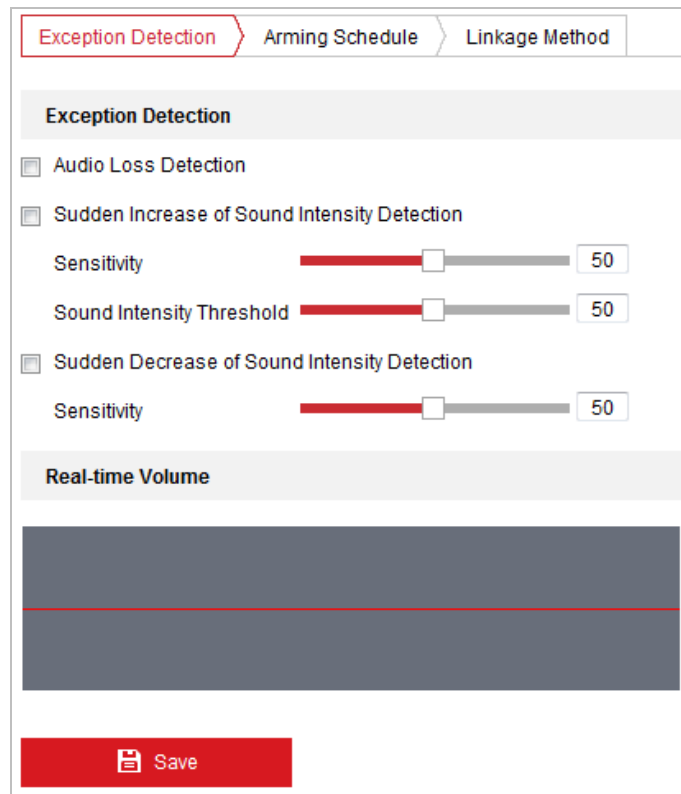 Exception Detection Arming Schedule Linkage Method
Exception Detection
Audio Loss Detection
Sudden Increase of Sound Intensity Detection
Sensitivity 50
Sound Intensity Threshold 50
Sudden Decrease of Sound Intensity Detection
Sensitivity 50
Real-time Volume
Save